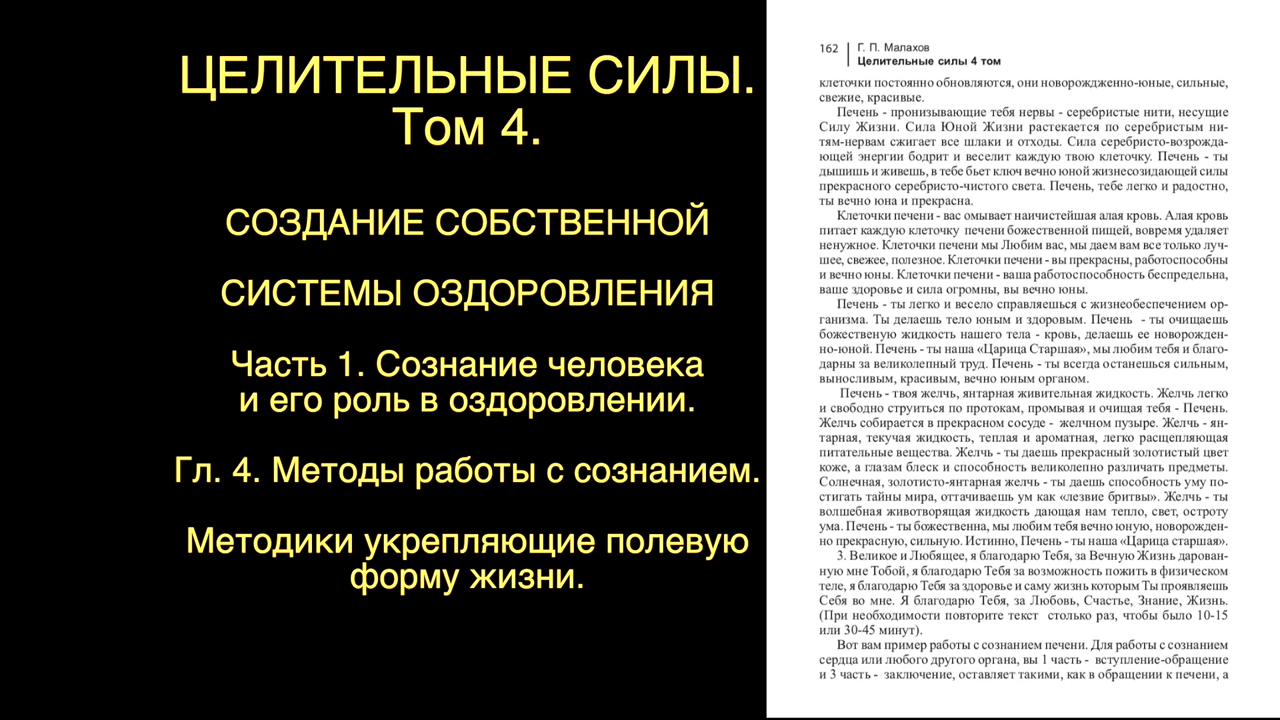 ЦЕЛИТЕЛЬНЫЕ СИЛЫ.
Том 4.
СОЗДАНИЕ СОБСТВЕННОЙ
СИСТЕМЫ ОЗДОРОВЛЕНИЯ
Часть 1. Сознание человека
и его роль в оздоровлении.
Гл. 4. Методы работы с сознанием.
Методики укрепляющие полевую
форму жизни.
162
Г. П. Малахов
Целительные силы 4 том
клеточки постоянно обновляются, они новорождженно-юные, сильные,
свежие, красивые.
Печень - пронизывающие тебя нервы - серебристые нити, несущие
Силу Жизни. Сила Юной Жизни растекается по серебристым ни-
тям-нервам сжигает все шлаки и отходы. Сила серебристо-возрожда-
ющей энергии бодрит и веселит каждую твою клеточку. Печень - ты
дышишь и живешь, в тебе бьет ключ вечно юной жизнесозидающей силы
прекрасного серебристо-чистого света. Печень, тебе легко и радостно,
ты вечно юна и прекрасна.
Клеточки печени - вас омывает наичистейшая алая кровь. Алая кровь
питает каждую клеточку печени божественной пищей, вовремя удаляет
ненужное. Клеточки печени мы Любим вас, мы даем вам все только луч-
шее, свежее, полезное. Клеточки печени - вы прекрасны, работоспособны
и вечно юны. Клеточки печени - ваша работоспособность беспредельна,
ваше здоровье и сила огромны, вы вечно юны.
Печень - ты легко и весело справляешься с жизнеобеспечением ор-
ганизма. Ты делаешь тело юным и здоровым. Печень - ты очищаешь
божественую жидкость нашего тела - кровь, делаешь ее новорожден-
но-юной. Печень - ты наша «Царица Старшая», мы любим тебя и благо-
дарны за великолепный труд. Печень - ты всегда останешься сильным,
выносливым, красивым, вечно юным органом.
Печень - твоя желчь, янтарная живительная жидкость. Желчь легко
и свободно струиться по протокам, промывая и очищая тебя - Печень.
Желчь собирается в прекрасном сосуде - желчном пузыре. Желчь - ян-
тарная, текучая жидкость, теплая и ароматная, легко расщепляющая
питательные вещества. Желчь - ты даешь прекрасный золотистый цвет
коже, а глазам блеск и способность великолепно различать предметы.
Солнечная, золотисто-янтарная желчь - ты даешь способность уму по-
стигать тайны мира, оттачиваешь ум как «лезвие бритвы». Желчь - ты
волшебная животворящая жидкость дающая нам тепло, свет, остроту
ума. Печень - ты божественна, мы любим тебя вечно юную, новорожден-
но прекрасную, сильную. Истинно, Печень - ты наша «Царица старшая».
3. Великое и Любящее, я благодарю Тебя, за Вечную Жизнь дарован-
ную мне Тобой, я благодарю Тебя за возможность пожить в физическом
теле, я благодарю Тебя за здоровье и саму жизнь которым Ты проявляешь
Себя во мне. Я благодарю Тебя, за Любовь, Счастье, Знание, Жизнь.
(При необходимости повторите текст столько раз, чтобы было 10-15
или 30-45 минут).
Вот вам пример работы с сознанием печени. Для работы с сознанием
сердца или любого другого органа, вы 1 часть - вступление-обращение
и 3 часть - заключение, оставляет такими, как в обращении к печени, а